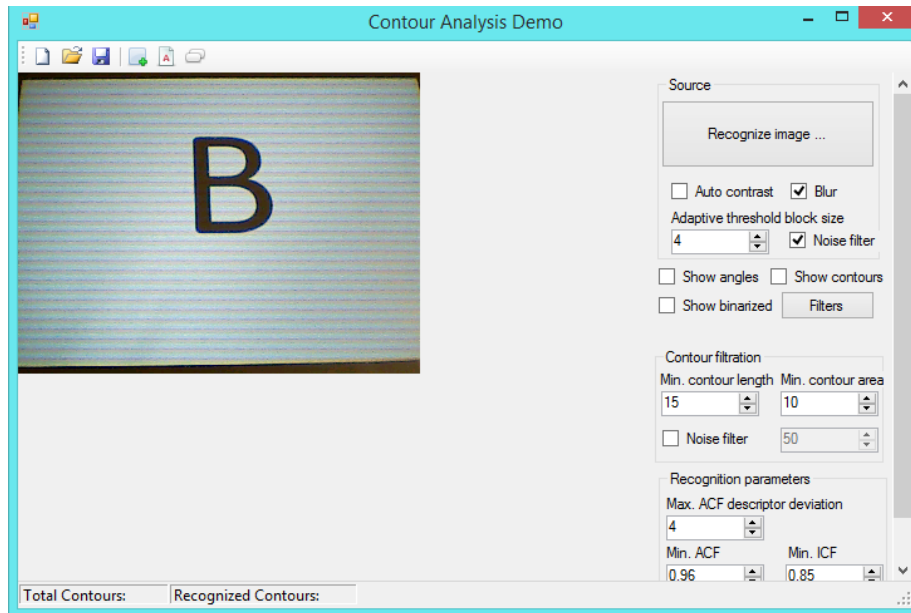 Contour Analysis Demo
A
B
Source
Recognize image ...
Auto contrast
Blur
Adaptive threshold block size
4
Noise filter
Show angles
Show contours
Show binarized
Filters
Contour filtration
Min. contour length Min. contour area
15
10
Noise filter
50
Recognition parameters
Max. ACF descriptor deviation
4
Min. ACF
Min. ICF
0.96
0.85
Total Contours:
Recognized Contours: